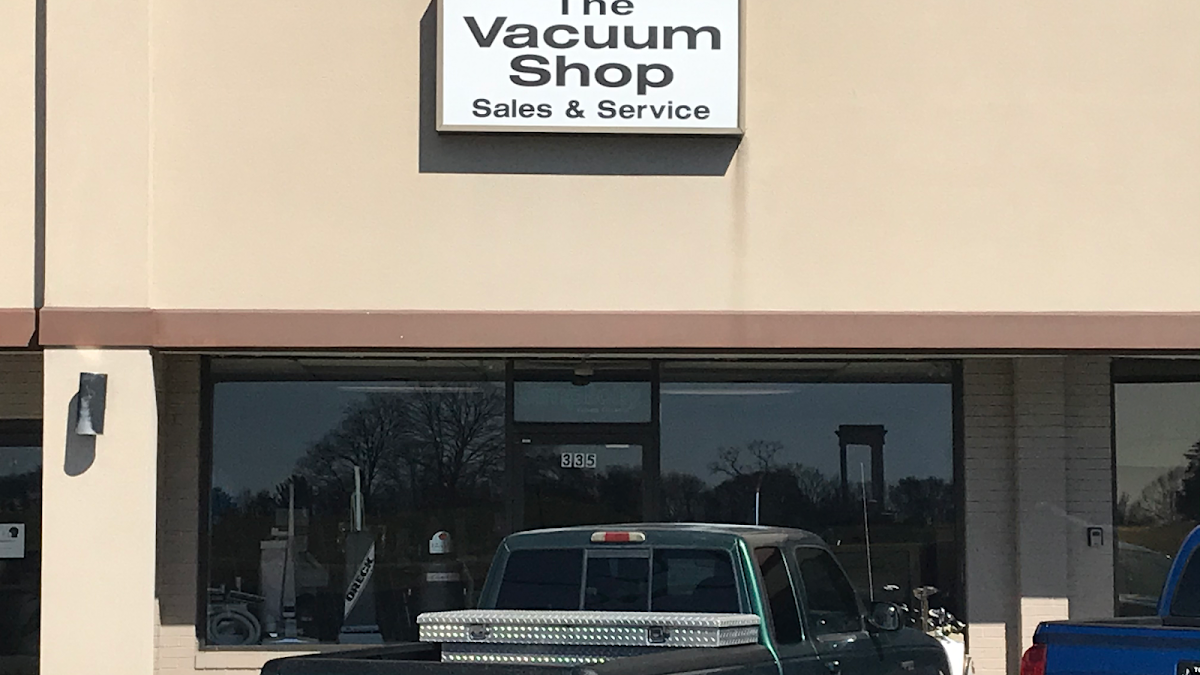 The
Vacuum
Shop
Sales & Service
335
ORECK